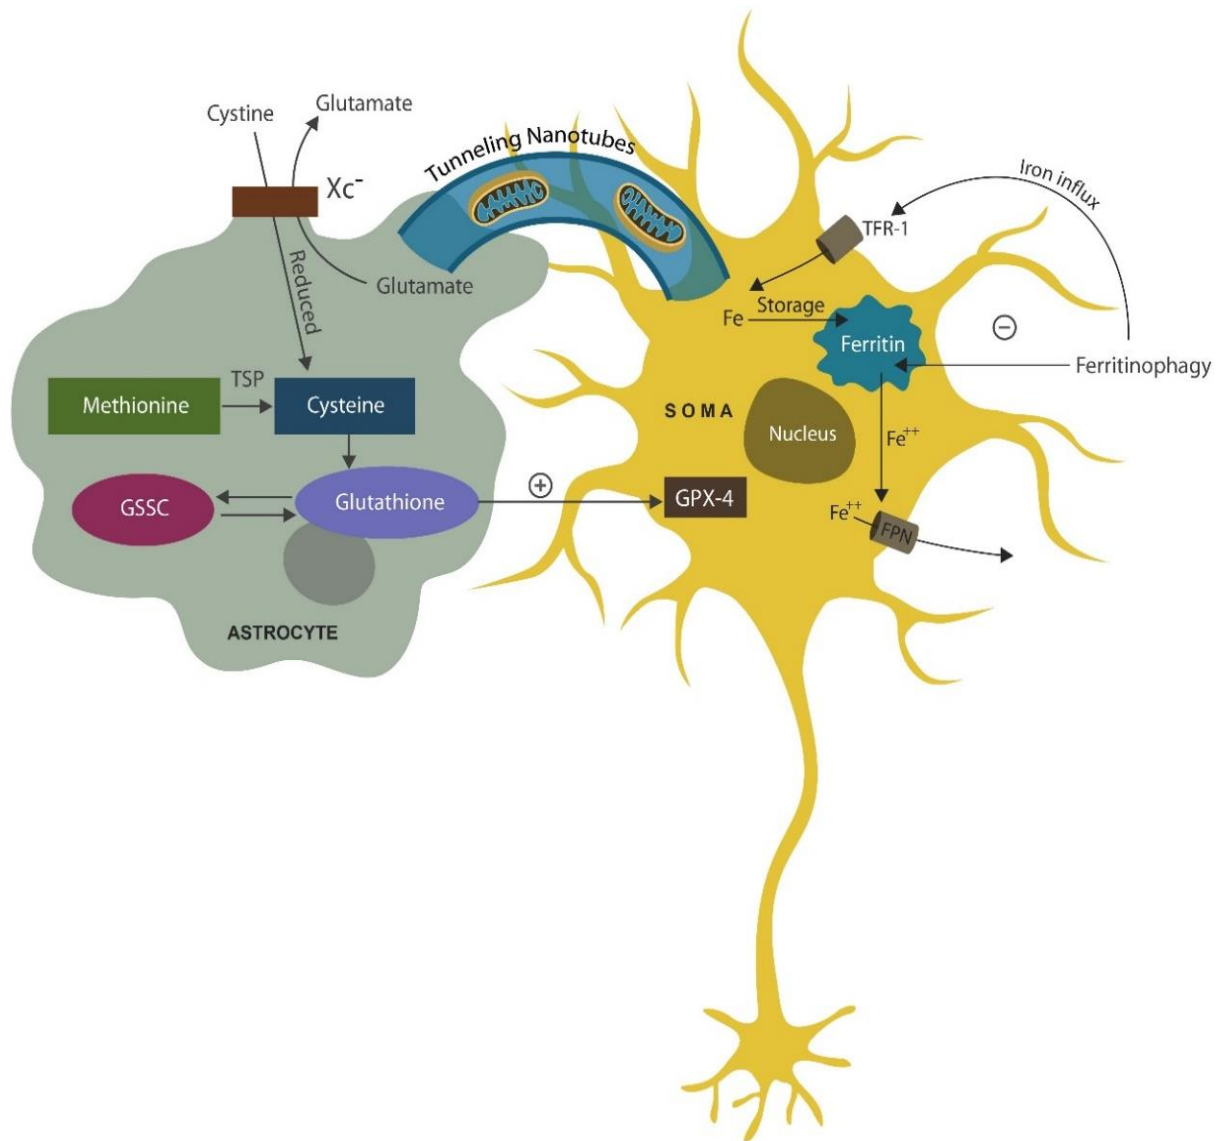 Cystine
Glutamate
Xc⁻
Tunneling Nanotubes
Iron influx
TFR-1
Reduced
Glutamate
Fe
Storage
Ferritin
Ferritinophagy
Methionine
TSP
Cysteine
SOMA
Nucleus
Fe⁺⁺
GSSC
Glutathione
GPX-4
Fe⁺⁺
FPN
ASTROCYTE